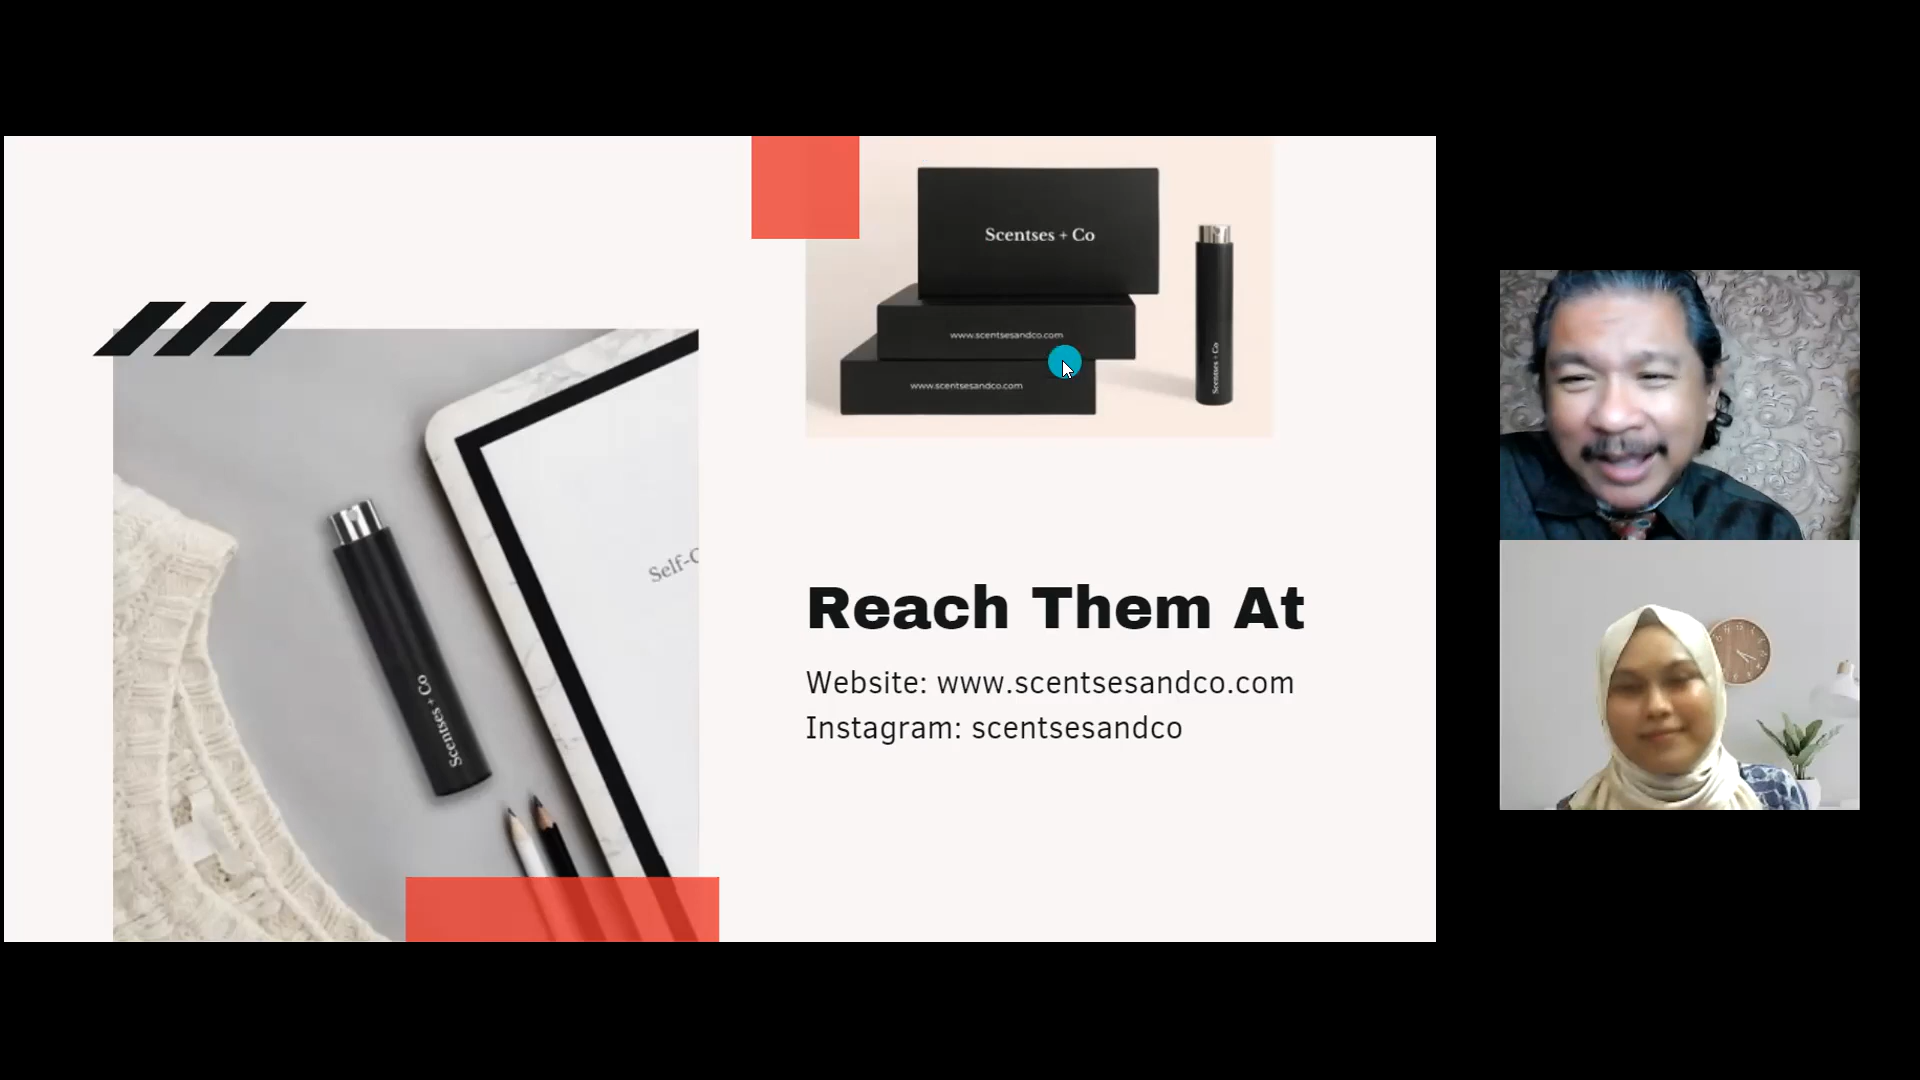 Scentses + Co
www.scentsesandco.com
www.scentsesandco.com
Scentses + Co
Self-C
Scentses + Co
Reach Them At
Website: www.scentsesandco.com
Instagram: scentsesandco